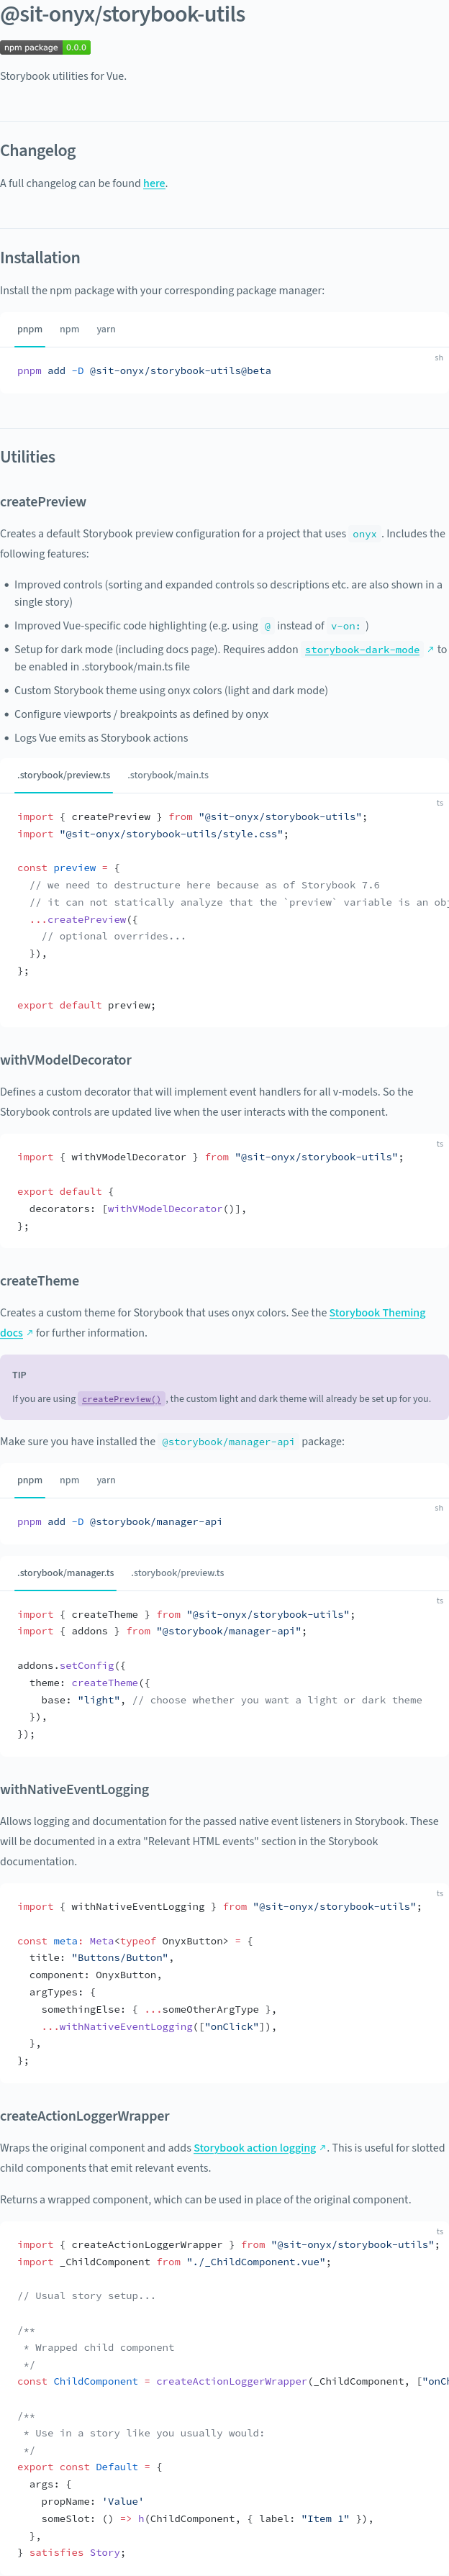 @sit-onyx/storybook-utils
npm package 0.0.0
Storybook utilities for Vue.
Changelog
A full changelog can be found here.
Installation
Install the npm package with your corresponding package manager:
pnpm npm yarn
sh
pnpm add -D @sit-onyx/storybook-utils@beta
Utilities
createPreview
Creates a default Storybook preview configuration for a project that uses onyx. Includes the
following features:
• Improved controls (sorting and expanded controls so descriptions etc. are also shown in a
single story)
• Improved Vue-specific code highlighting (e.g. using @ instead of v-on: )
• Setup for dark mode (including docs page). Requires addon storybook-dark-mode ↗ to
be enabled in .storybook/main.ts file
• Custom Storybook theme using onyx colors (light and dark mode)
• Configure viewports / breakpoints as defined by onyx
• Logs Vue emits as Storybook actions
.storybook/preview.ts .storybook/main.ts
ts
import { createPreview } from "@sit-onyx/storybook-utils";
import "@sit-onyx/storybook-utils/style.css";
const preview = {
// we need to destructure here because as of Storybook 7.6
// it can not statically analyze that the `preview` variable is an obj
...createPreview({
// optional overrides...
}),
};
export default preview;
withVModelDecorator
Defines a custom decorator that will implement event handlers for all v-models. So the
Storybook controls are updated live when the user interacts with the component.
ts
import { withVModelDecorator } from "@sit-onyx/storybook-utils";
export default {
decorators: [withVModelDecorator()],
};
createTheme
Creates a custom theme for Storybook that uses onyx colors. See the Storybook Theming
docs ↗ for further information.
TIP
If you are using createPreview(), the custom light and dark theme will already be set up for you.
Make sure you have installed the @storybook/manager-api package:
pnpm npm yarn
sh
pnpm add -D @storybook/manager-api
.storybook/manager.ts .storybook/preview.ts
ts
import { createTheme } from "@sit-onyx/storybook-utils";
import { addons } from "@storybook/manager-api";
addons.setConfig({
theme: createTheme({
base: "light", // choose whether you want a light or dark theme
}),
});
withNativeEventLogging
Allows logging and documentation for the passed native event listeners in Storybook. These
will be documented in a extra "Relevant HTML events" section in the Storybook
documentation.
ts
import { withNativeEventLogging } from "@sit-onyx/storybook-utils";
const meta: Meta<typeof OnyxButton> = {
title: "Buttons/Button",
component: OnyxButton,
argTypes: {
somethingElse: { ...someOtherArgType },
...withNativeEventLogging(["onClick"]),
},
};
createActionLoggerWrapper
Wraps the original component and adds Storybook action logging ↗. This is useful for slotted
child components that emit relevant events.
Returns a wrapped component, which can be used in place of the original component.
ts
import { createActionLoggerWrapper } from "@sit-onyx/storybook-utils";
import _ChildComponent from "./_ChildComponent.vue";
// Usual story setup...
/**
* Wrapped child component
*/
const ChildComponent = createActionLoggerWrapper(_ChildComponent, ["onCh
/**
* Use in a story like you usually would:
*/
export const Default = {
args: {
propName: 'Value'
someSlot: () => h(ChildComponent, { label: "Item 1" }),
},
} satisfies Story;